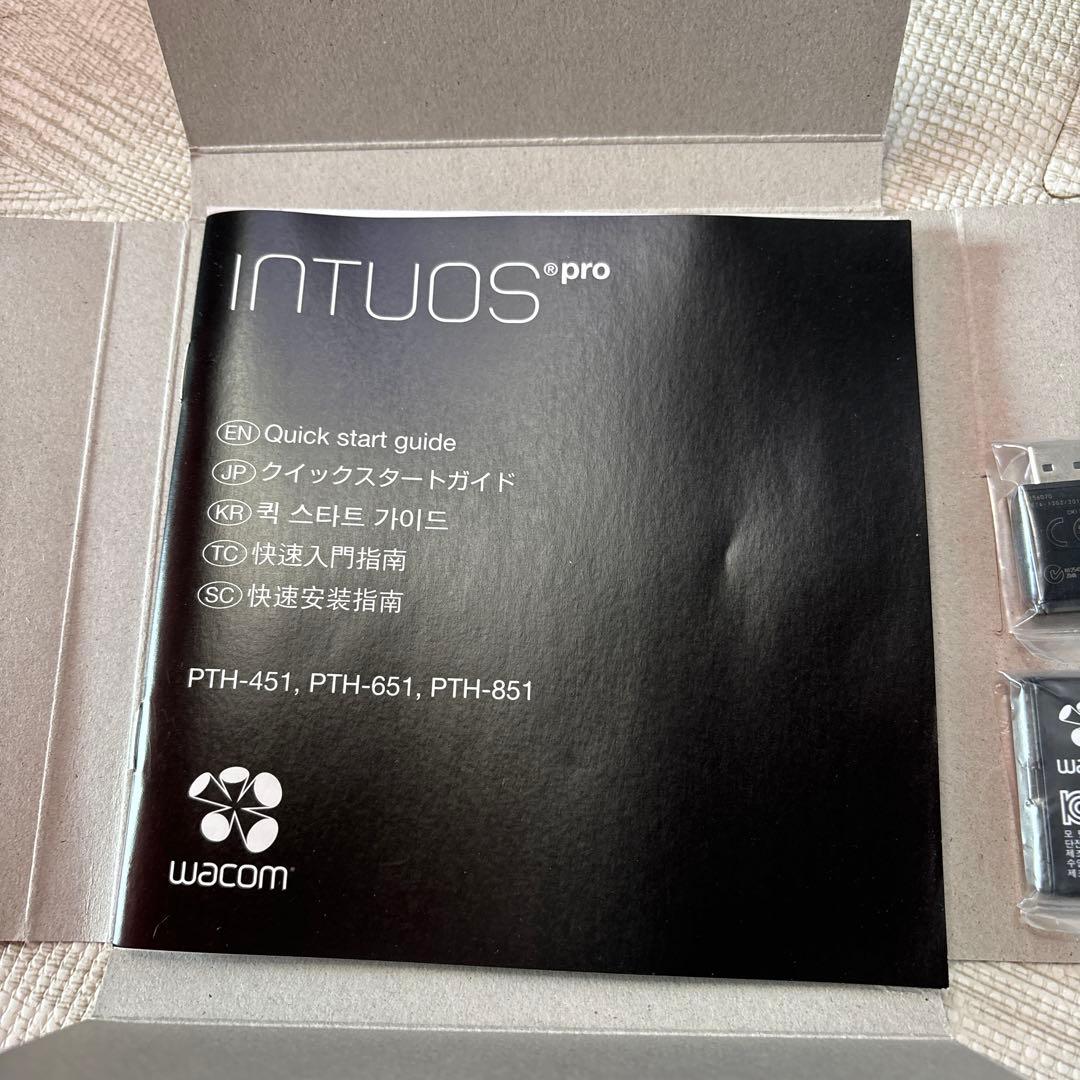 INTUOS® pro
EN Quick start guide
JP クイックスタートガイド
KR 퀵 스타트 가이드
TC 快速入門指南
SC 快速安装指南
PTH-451, PTH-651, PTH-851
wacom